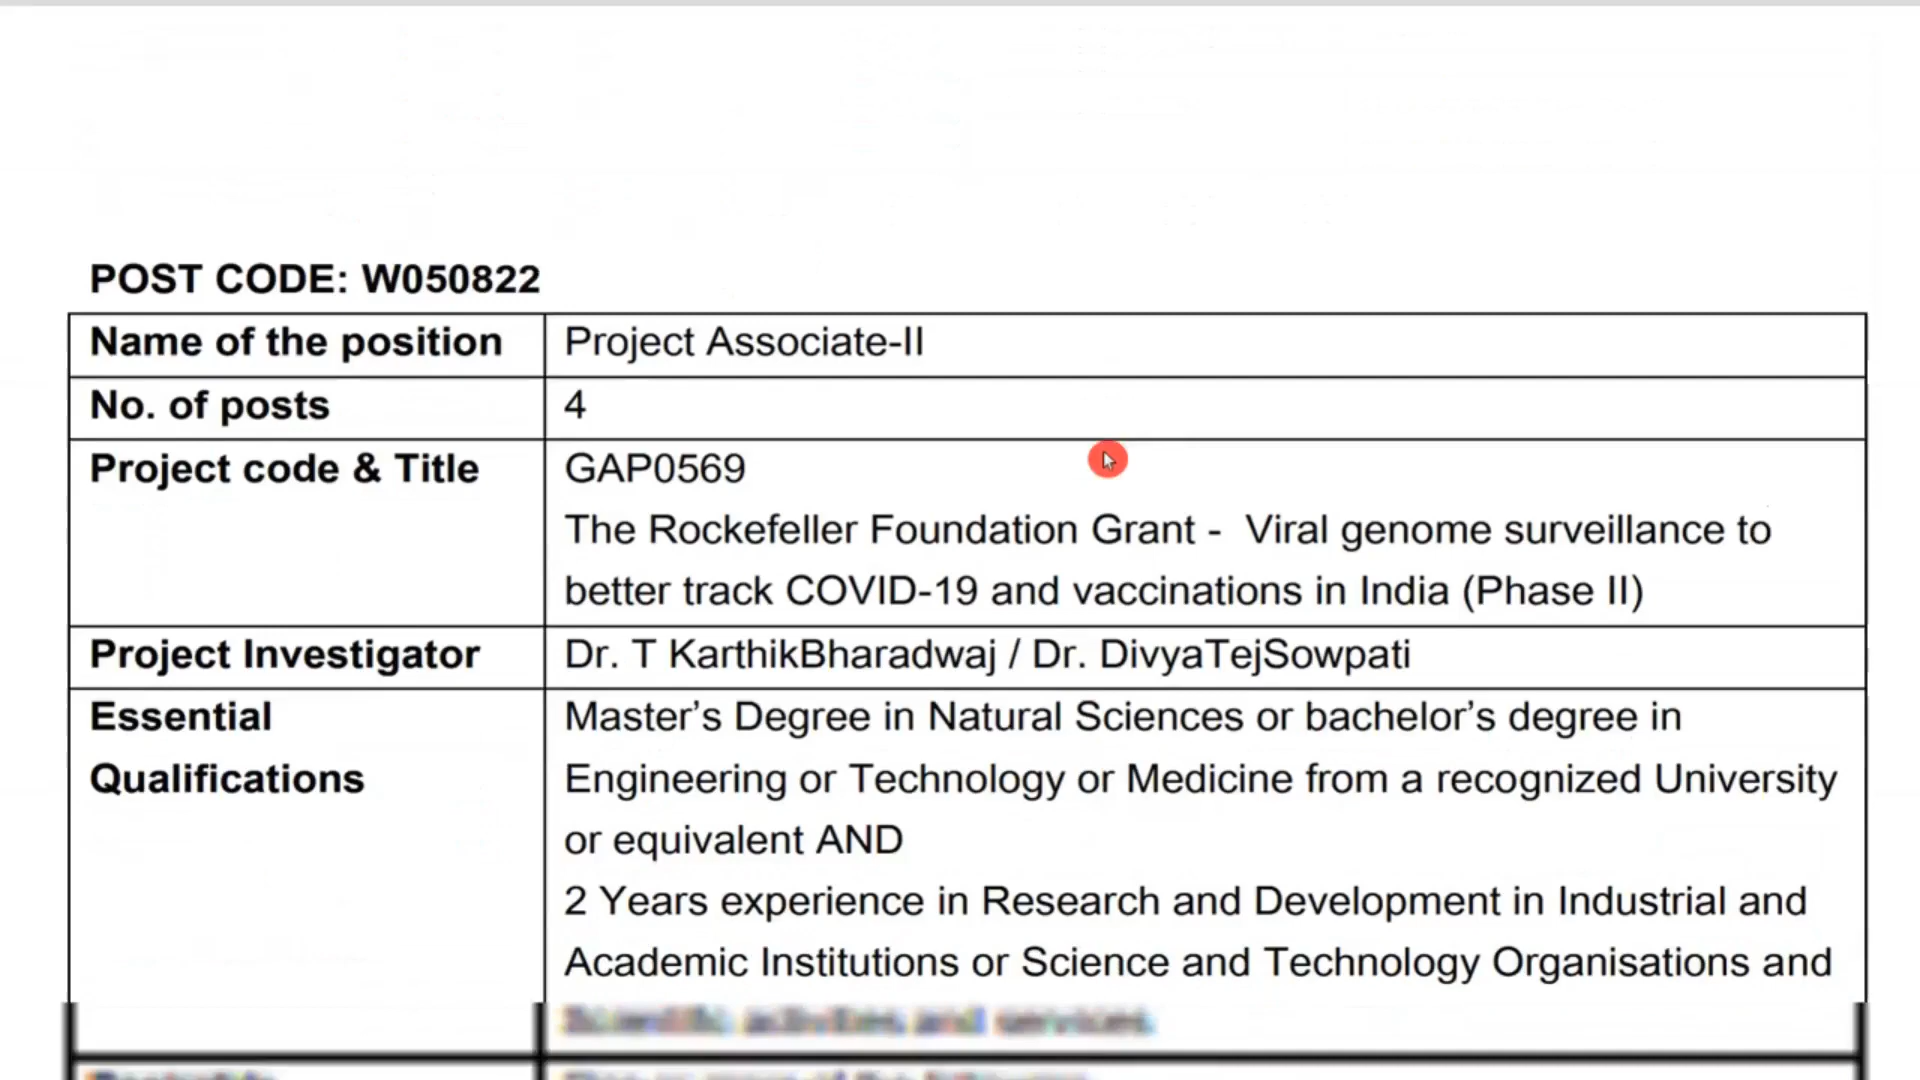 POST CODE: W050822
Name of the position Project Associate-II
No. of posts 4
Project code & Title GAP0569
The Rockefeller Foundation Grant - Viral genome surveillance to
better track COVID-19 and vaccinations in India (Phase II)
Project Investigator Dr. T KarthikBharadwaj / Dr. DivyaTejSowpati
Essential Master’s Degree in Natural Sciences or bachelor’s degree in
Qualifications Engineering or Technology or Medicine from a recognized University
or equivalent AND
2 Years experience in Research and Development in Industrial and
Academic Institutions or Science and Technology Organisations and
Scientific activities and services